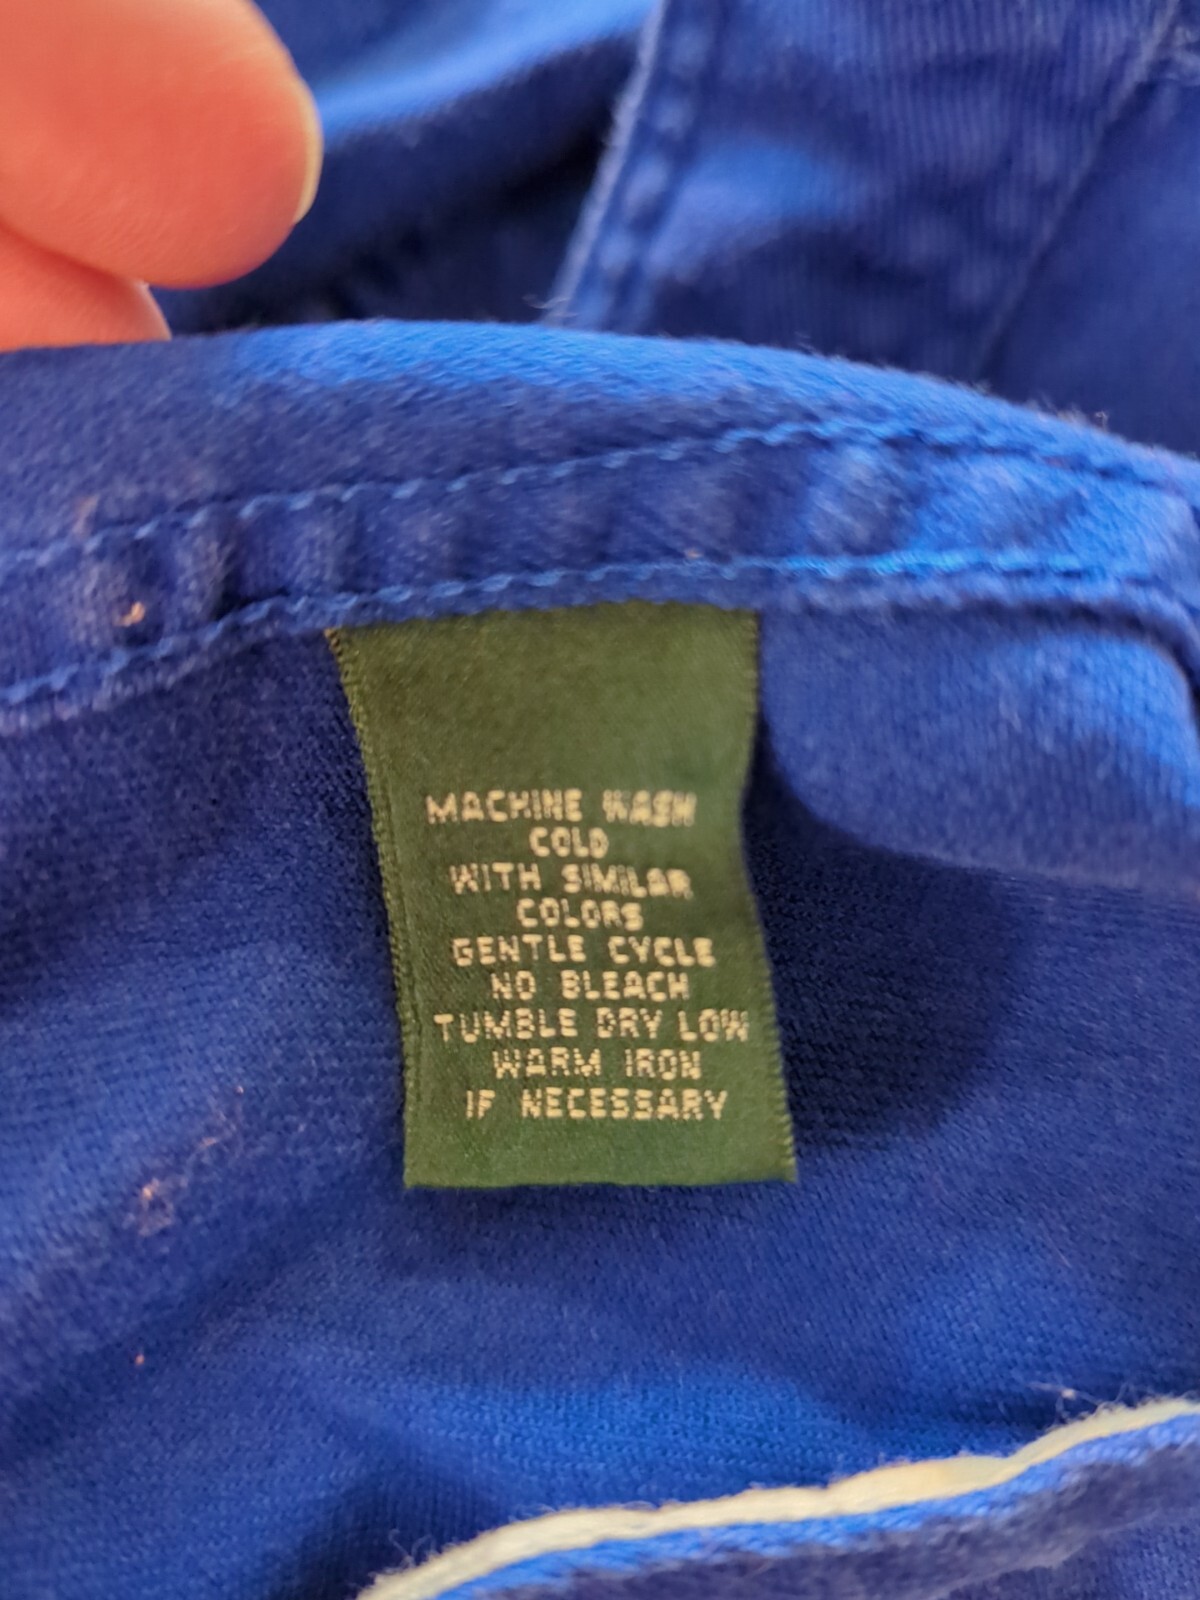 MACHINE WASH
COLD
WITH SIMILAR
COLORS
GENTLE CYCLE
NO BLEACH
TUMBLE DRY LOW
WARM IRON
IF NECESSARY